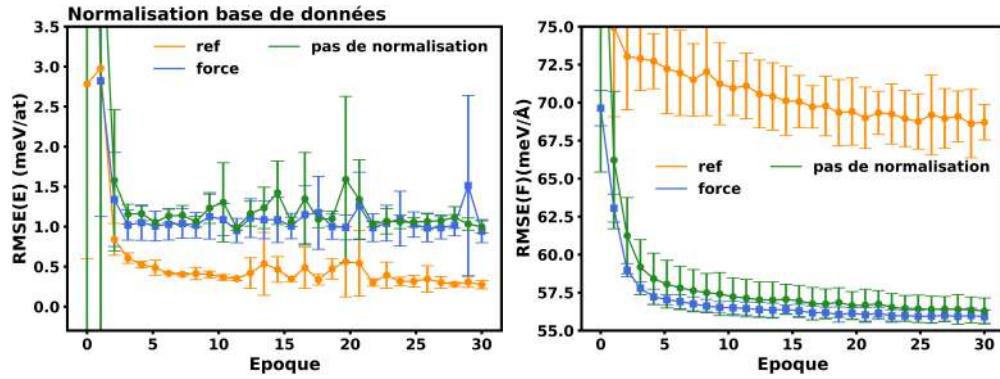 Normalisation base de données
RMSE(E) (meV/at)
3.5
3.0
2.5
2.0
1.5
1.0
0.5
0.0
ref
force
pas de normalisation
0 5 10 15 20 25 30
Epoque
RMSE(F)(meV/Å)
75.0
72.5
70.0
67.5
65.0
62.5
60.0
57.5
55.0
ref
force
pas de normalisation
0 5 10 15 20 25 30
Epoque